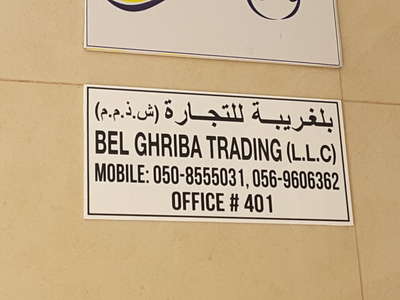 بلغريبة للتجارة (ش.ذ.م.م)
BEL GHRIBA TRADING (L.L.C)
MOBILE: 050-8555031, 056-9606362
OFFICE # 401